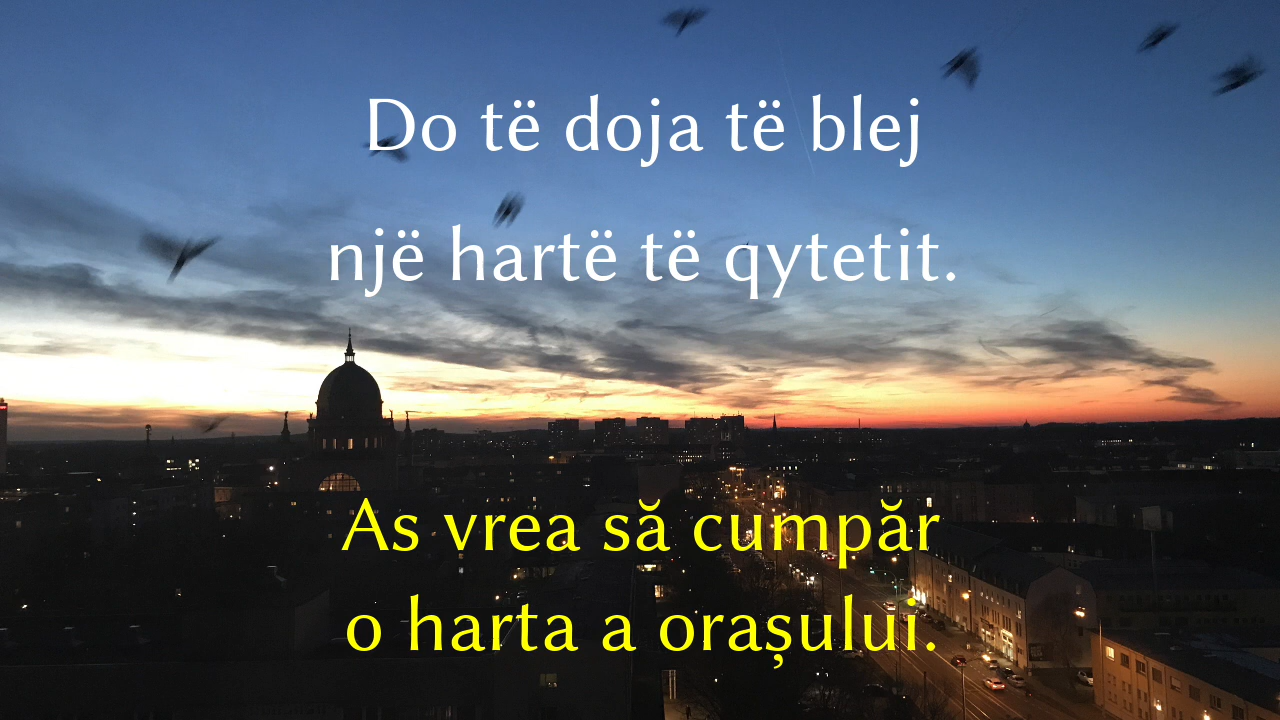 Do të doja të blej
një hartë të qytetit.
As vrea să cumpăr
o harta a orașului.